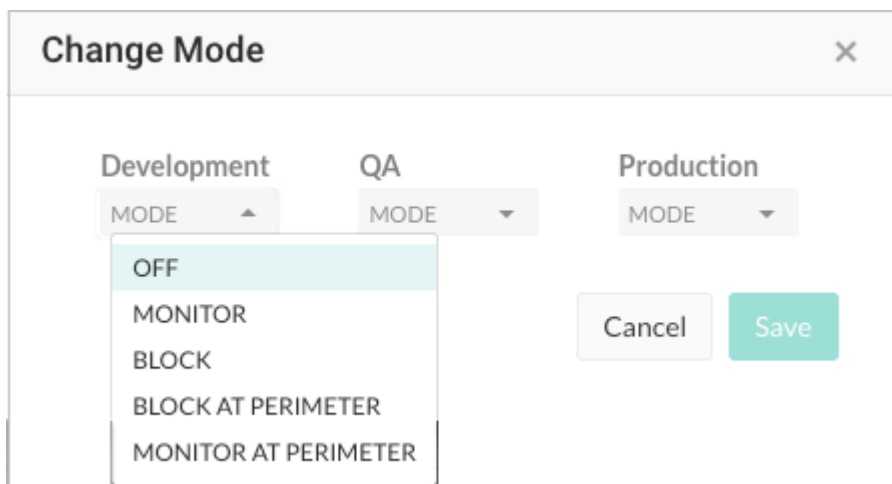 Change Mode
Development QA Production
MODE MODE MODE
OFF
MONITOR
BLOCK
BLOCK AT PERIMETER
MONITOR AT PERIMETER
Cancel Save